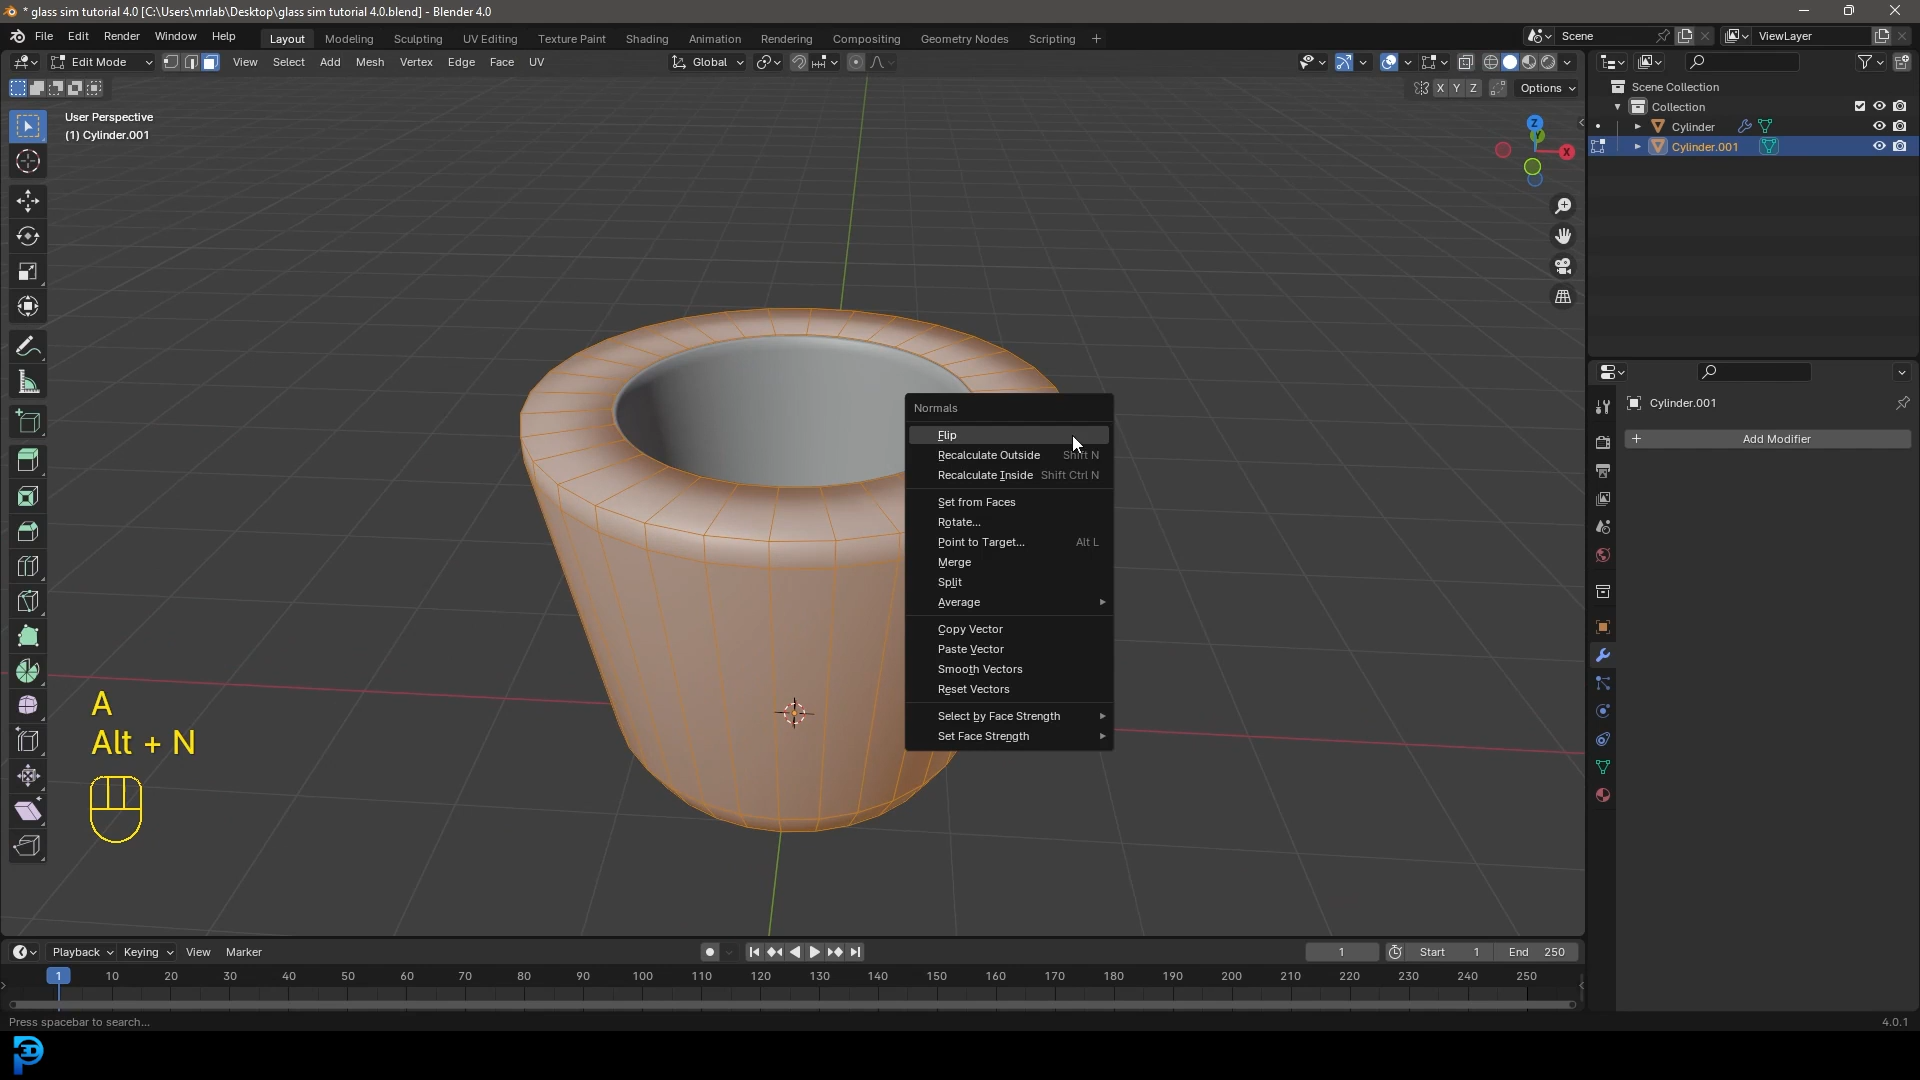 * glass sim tutorial 4.0 [C:\Users\mrlab\Desktop\glass sim tutorial 4.0.blend] - Blender 4.0
File Edit Render Window Help Layout Modeling Sculpting UV Editing Texture Paint Shading Animation Rendering Compositing Geometry Nodes Scripting + Scene ViewLayer
Edit Mode View Select Add Mesh Vertex Edge Face UV Global
X Y Z Options
User Perspective
(1) Cylinder.001
Z
Y
X
Scene Collection
Collection
Cylinder
Cylinder.001
Cylinder.001
+ Add Modifier
Normals
Flip
Recalculate Outside Shift N
Recalculate Inside Shift Ctrl N
Set from Faces
Rotate...
Point to Target... Alt L
Merge
Split
Average
Copy Vector
Paste Vector
Smooth Vectors
Reset Vectors
Select by Face Strength
Set Face Strength
A
Alt + N
Playback Keying View Marker 1 Start 1 End 250
1 10 20 30 40 50 60 70 80 90 100 110 120 130 140 150 160 170 180 190 200 210 220 230 240 250
Press spacebar to search... 4.0.1
3D